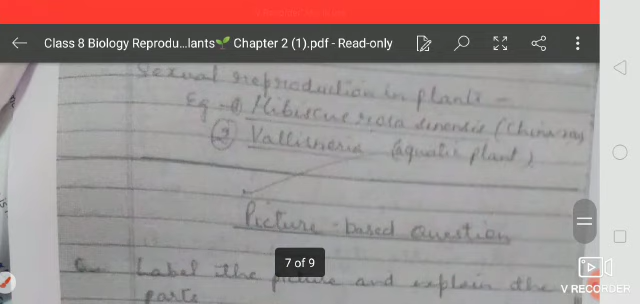 Class 8 Biology Reprodu...lants🌱 Chapter 2 (1).pdf - Read-only
Sexual reproduction in plants -
Eg - ① Hibiscus rosa sinensis (China ros
② Vallisneria (aquatic plant)
Picture-based question
7 of 9
Q Label the picture and explain the
parts
V RECORDER